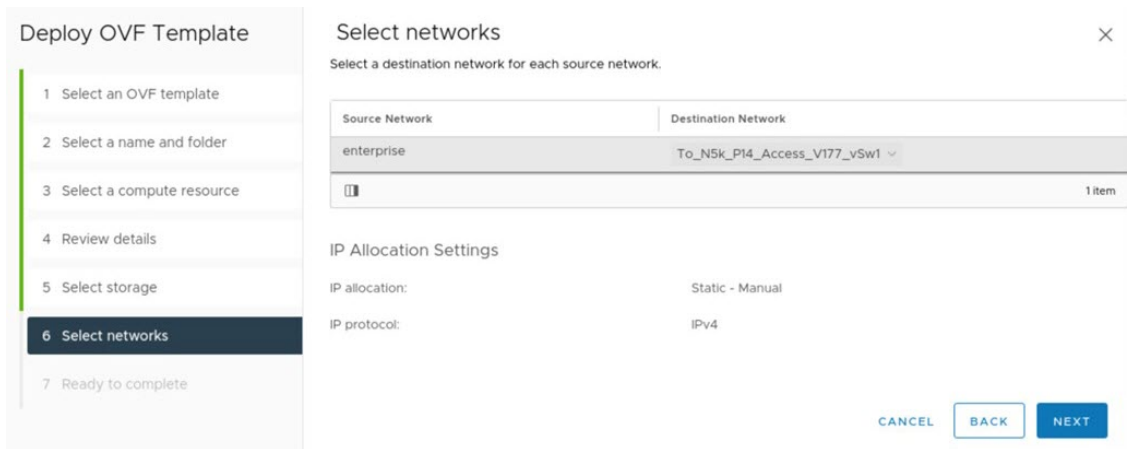 Deploy OVF Template
1 Select an OVF template
2 Select a name and folder
3 Select a compute resource
4 Review details
5 Select storage
6 Select networks
7 Ready to complete
Select networks
Select a destination network for each source network.
Source Network Destination Network
enterprise To_N5k_P14_Access_V177_vSw1
1 item
IP Allocation Settings
IP allocation: Static - Manual
IP protocol: IPv4
CANCEL BACK NEXT